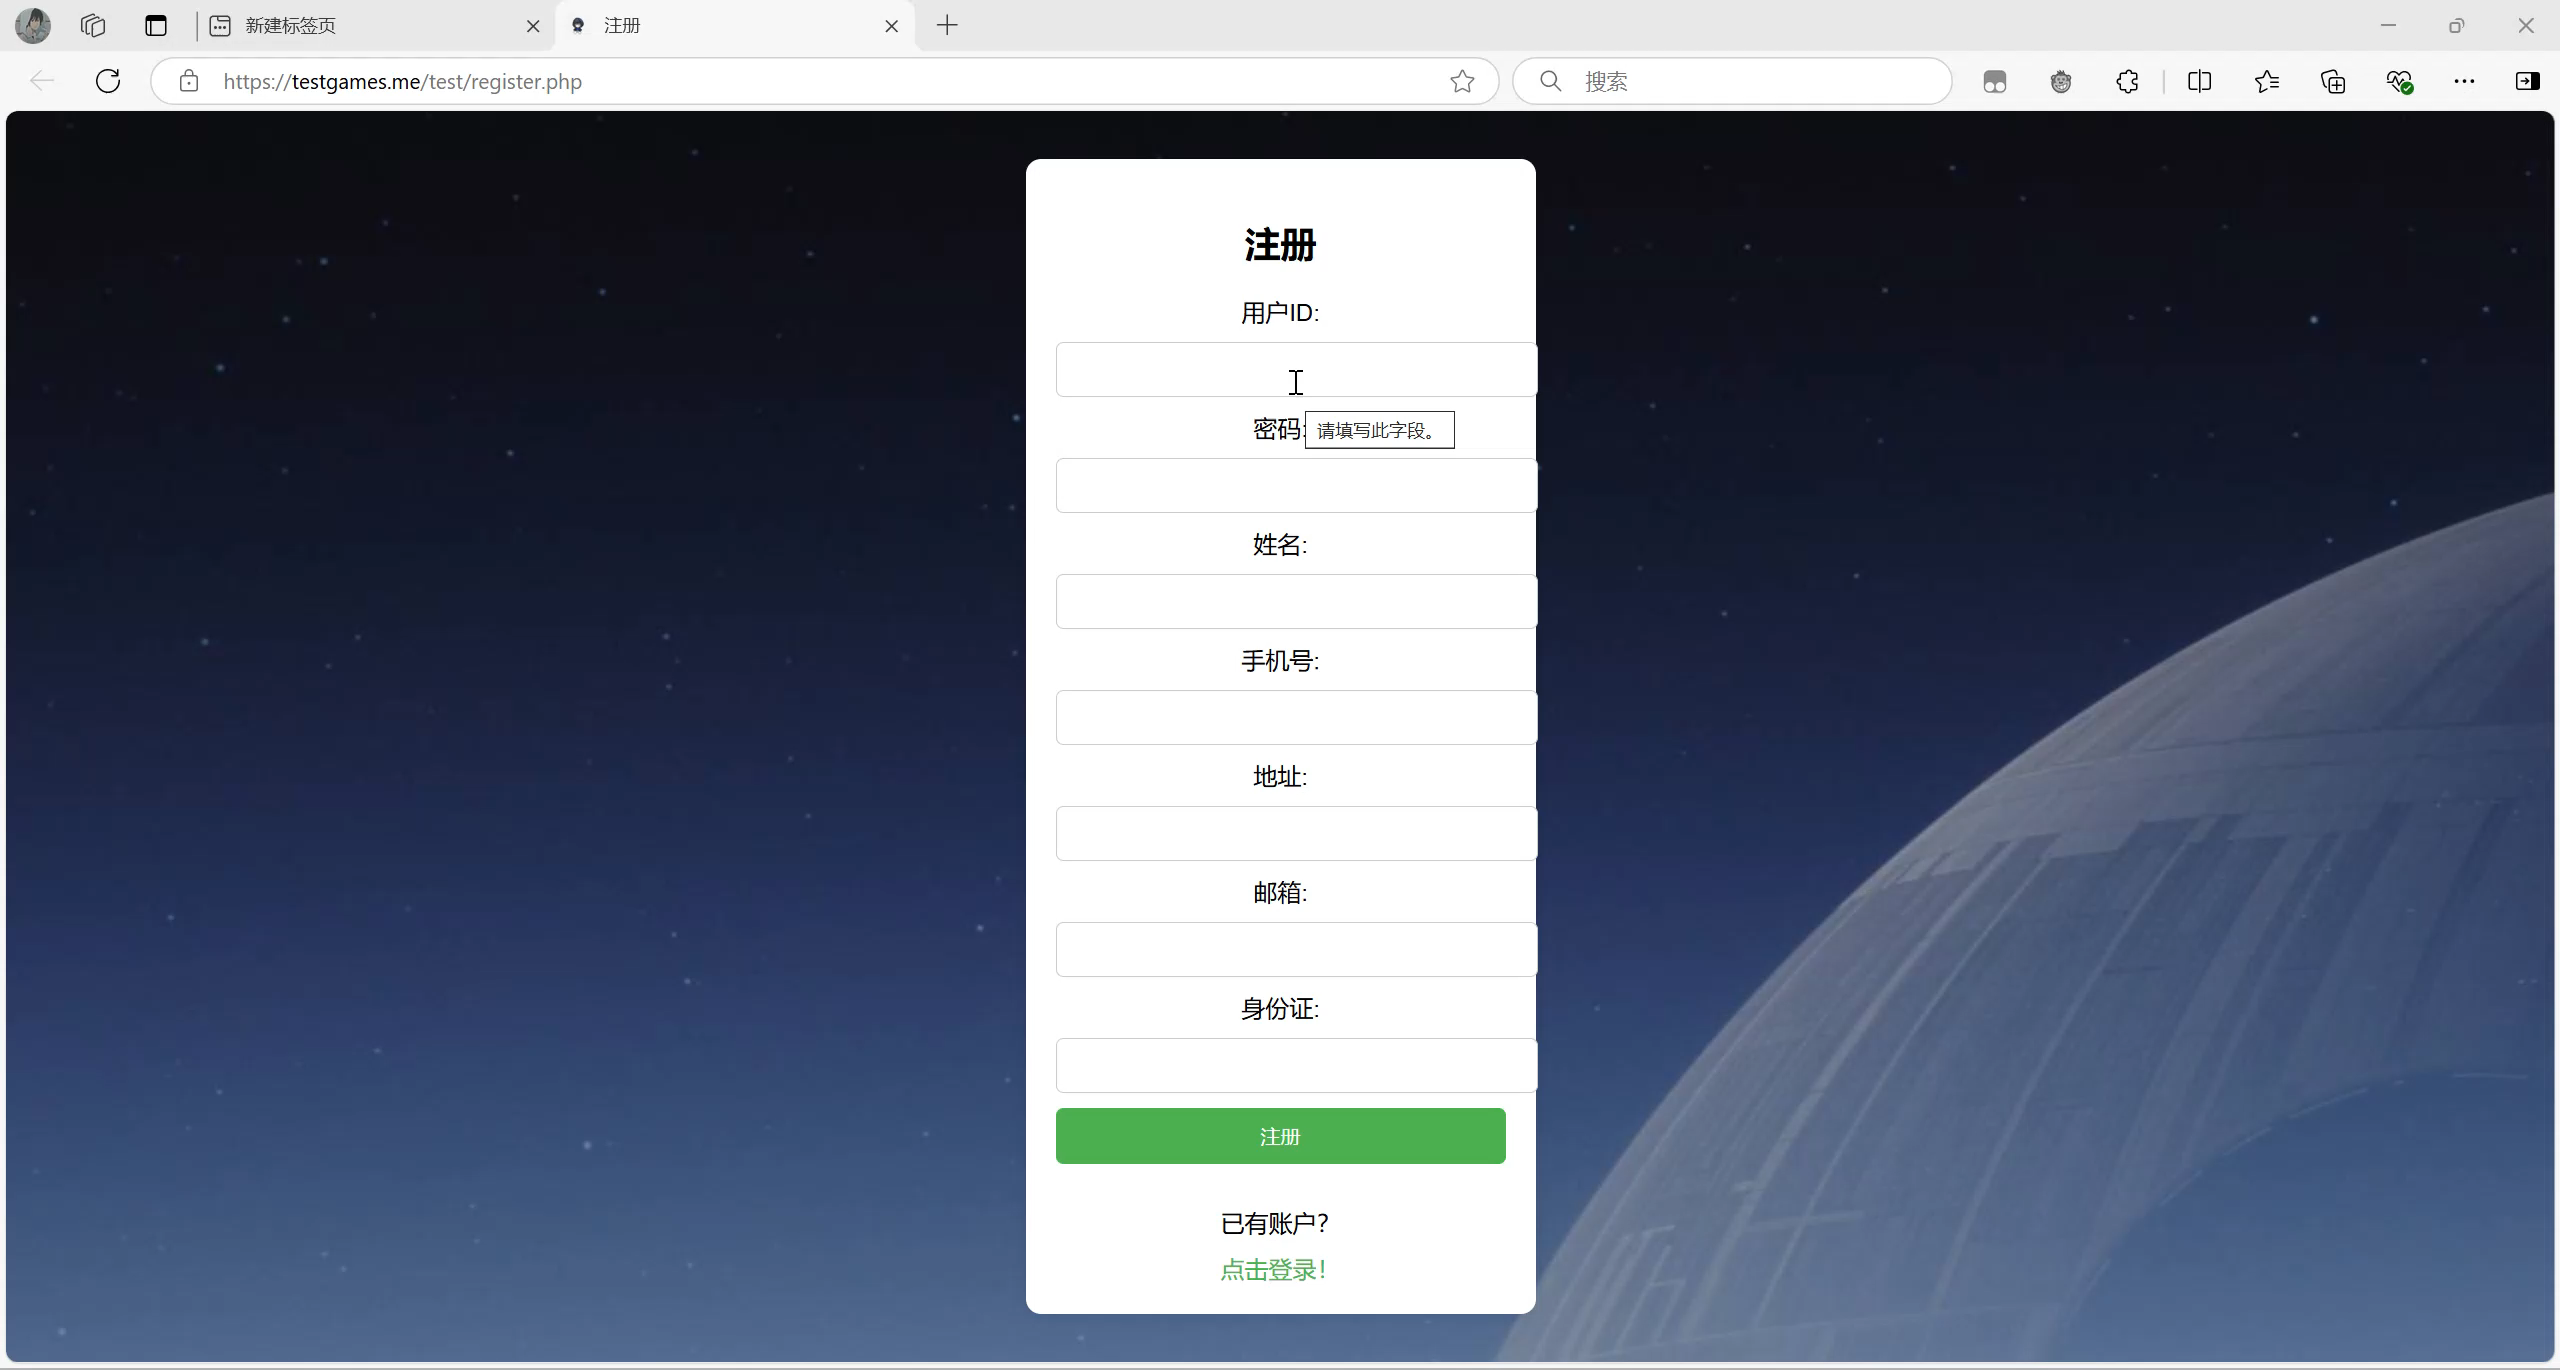 新建标签页
注册
https://testgames.me/test/register.php
搜索
注册
用户ID:
密码:
请填写此字段。
姓名:
手机号:
地址:
邮箱:
身份证:
注册
已有账户?
点击登录!